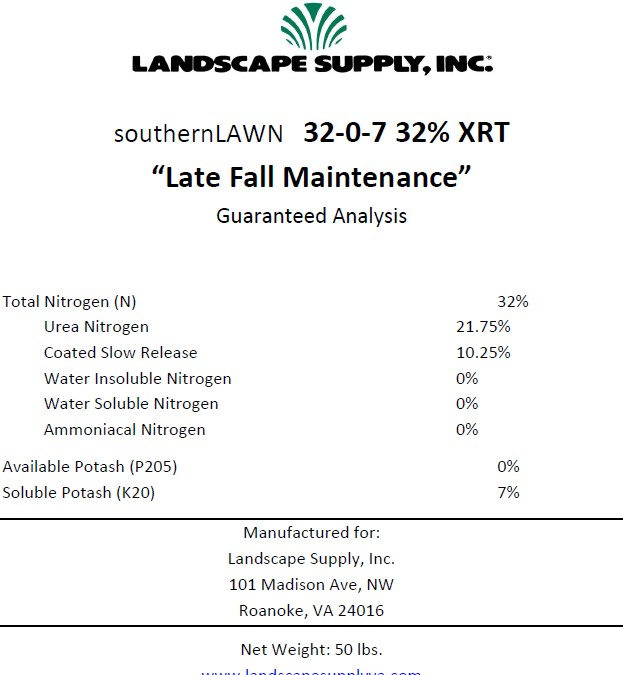 LANDSCAPE SUPPLY, INC.
southernLAWN 32-0-7 32% XRT
“Late Fall Maintenance”
Guaranteed Analysis
Total Nitrogen (N) 32%
Urea Nitrogen 21.75%
Coated Slow Release 10.25%
Water Insoluble Nitrogen 0%
Water Soluble Nitrogen 0%
Ammoniacal Nitrogen 0%
Available Potash (P205) 0%
Soluble Potash (K20) 7%
Manufactured for:
Landscape Supply, Inc.
101 Madison Ave, NW
Roanoke, VA 24016
Net Weight: 50 lbs.
www.landscapesupplyva.com